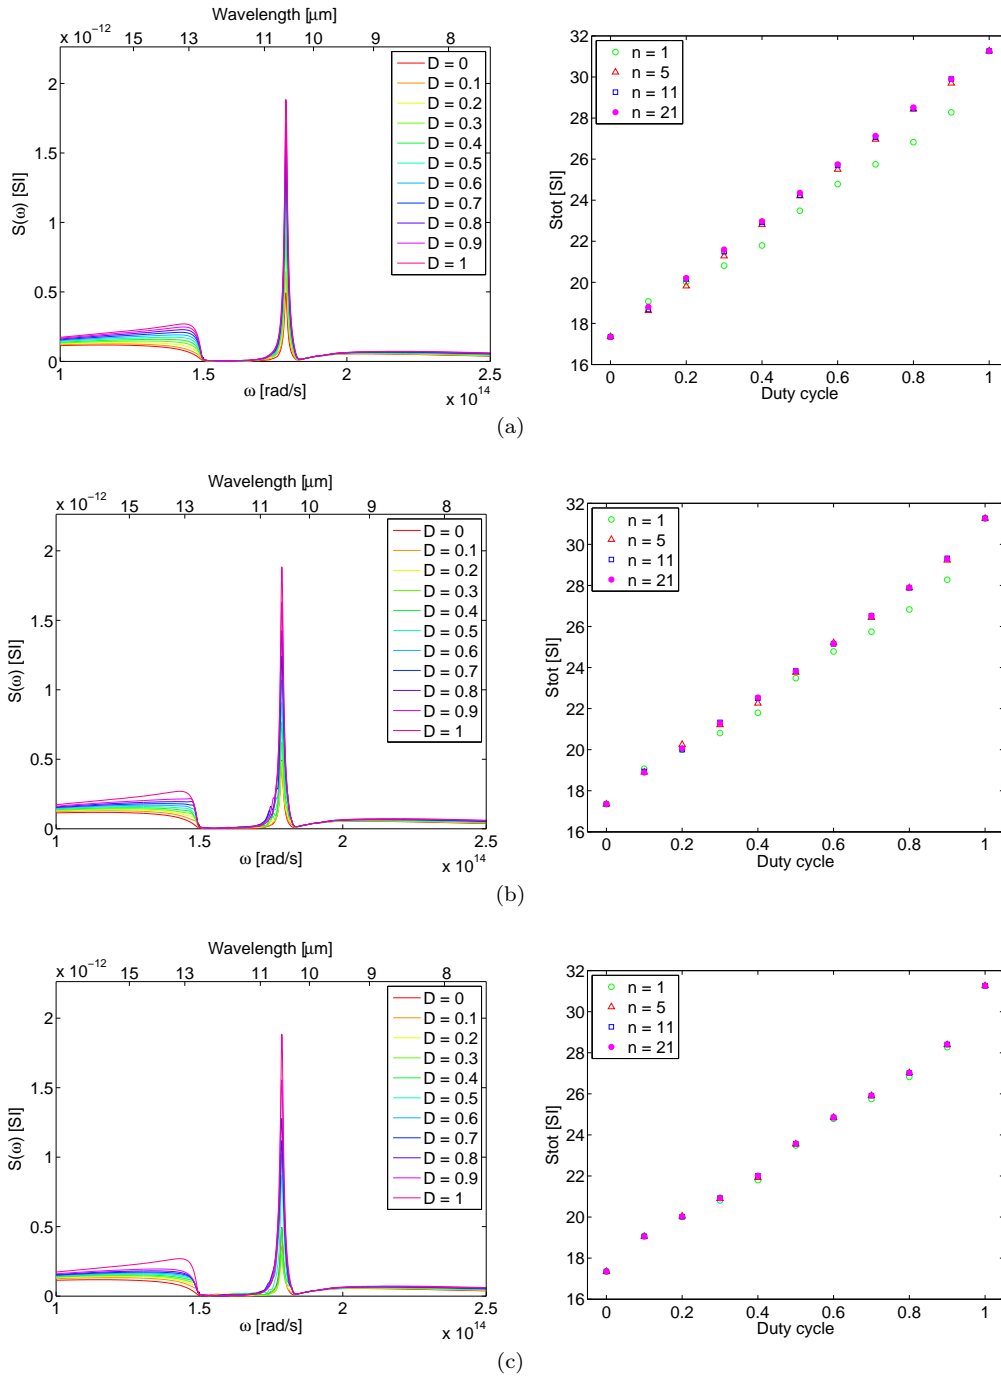 Wavelength [μm]
x 10⁻¹² 15 13 11 10 9 8
2
1.5
1
0.5
0
S(ω) [SI]
D = 0
D = 0.1
D = 0.2
D = 0.3
D = 0.4
D = 0.5
D = 0.6
D = 0.7
D = 0.8
D = 0.9
D = 1
1 1.5 2 2.5
ω [rad/s]
x 10¹⁴
32
30
28
26
24
22
20
18
16
Stot [SI]
n = 1
n = 5
n = 11
n = 21
0 0.2 0.4 0.6 0.8 1
Duty cycle
(a)
Wavelength [μm]
x 10⁻¹² 15 13 11 10 9 8
2
1.5
1
0.5
0
S(ω) [SI]
D = 0
D = 0.1
D = 0.2
D = 0.3
D = 0.4
D = 0.5
D = 0.6
D = 0.7
D = 0.8
D = 0.9
D = 1
1 1.5 2 2.5
ω [rad/s]
x 10¹⁴
32
30
28
26
24
22
20
18
16
Stot [SI]
n = 1
n = 5
n = 11
n = 21
0 0.2 0.4 0.6 0.8 1
Duty cycle
(b)
Wavelength [μm]
x 10⁻¹² 15 13 11 10 9 8
2
1.5
1
0.5
0
S(ω) [SI]
D = 0
D = 0.1
D = 0.2
D = 0.3
D = 0.4
D = 0.5
D = 0.6
D = 0.7
D = 0.8
D = 0.9
D = 1
1 1.5 2 2.5
ω [rad/s]
x 10¹⁴
32
30
28
26
24
22
20
18
16
Stot [SI]
n = 1
n = 5
n = 11
n = 21
0 0.2 0.4 0.6 0.8 1
Duty cycle
(c)